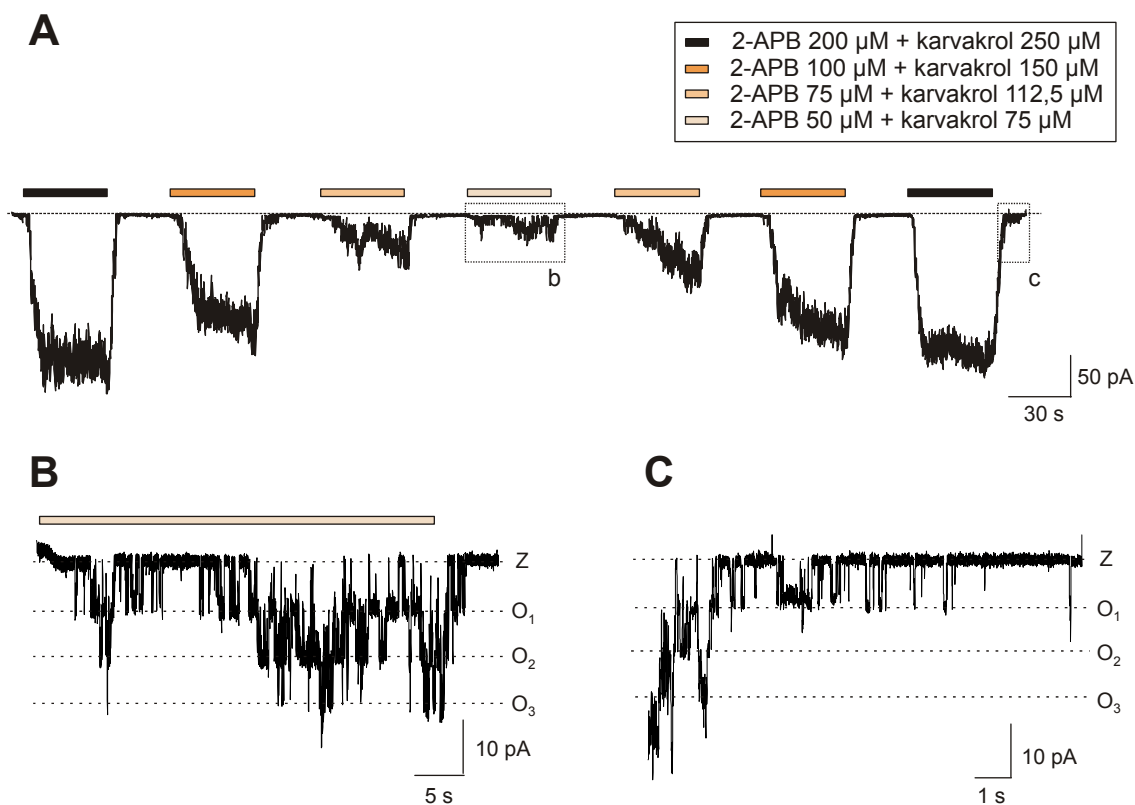 A
2-APB 200 µM + karvakrol 250 µM
2-APB 100 µM + karvakrol 150 µM
2-APB 75 µM + karvakrol 112,5 µM
2-APB 50 µM + karvakrol 75 µM
b
c
50 pA
30 s
B
Z
O₁
O₂
O₃
10 pA
5 s
C
Z
O₁
O₂
O₃
10 pA
1 s